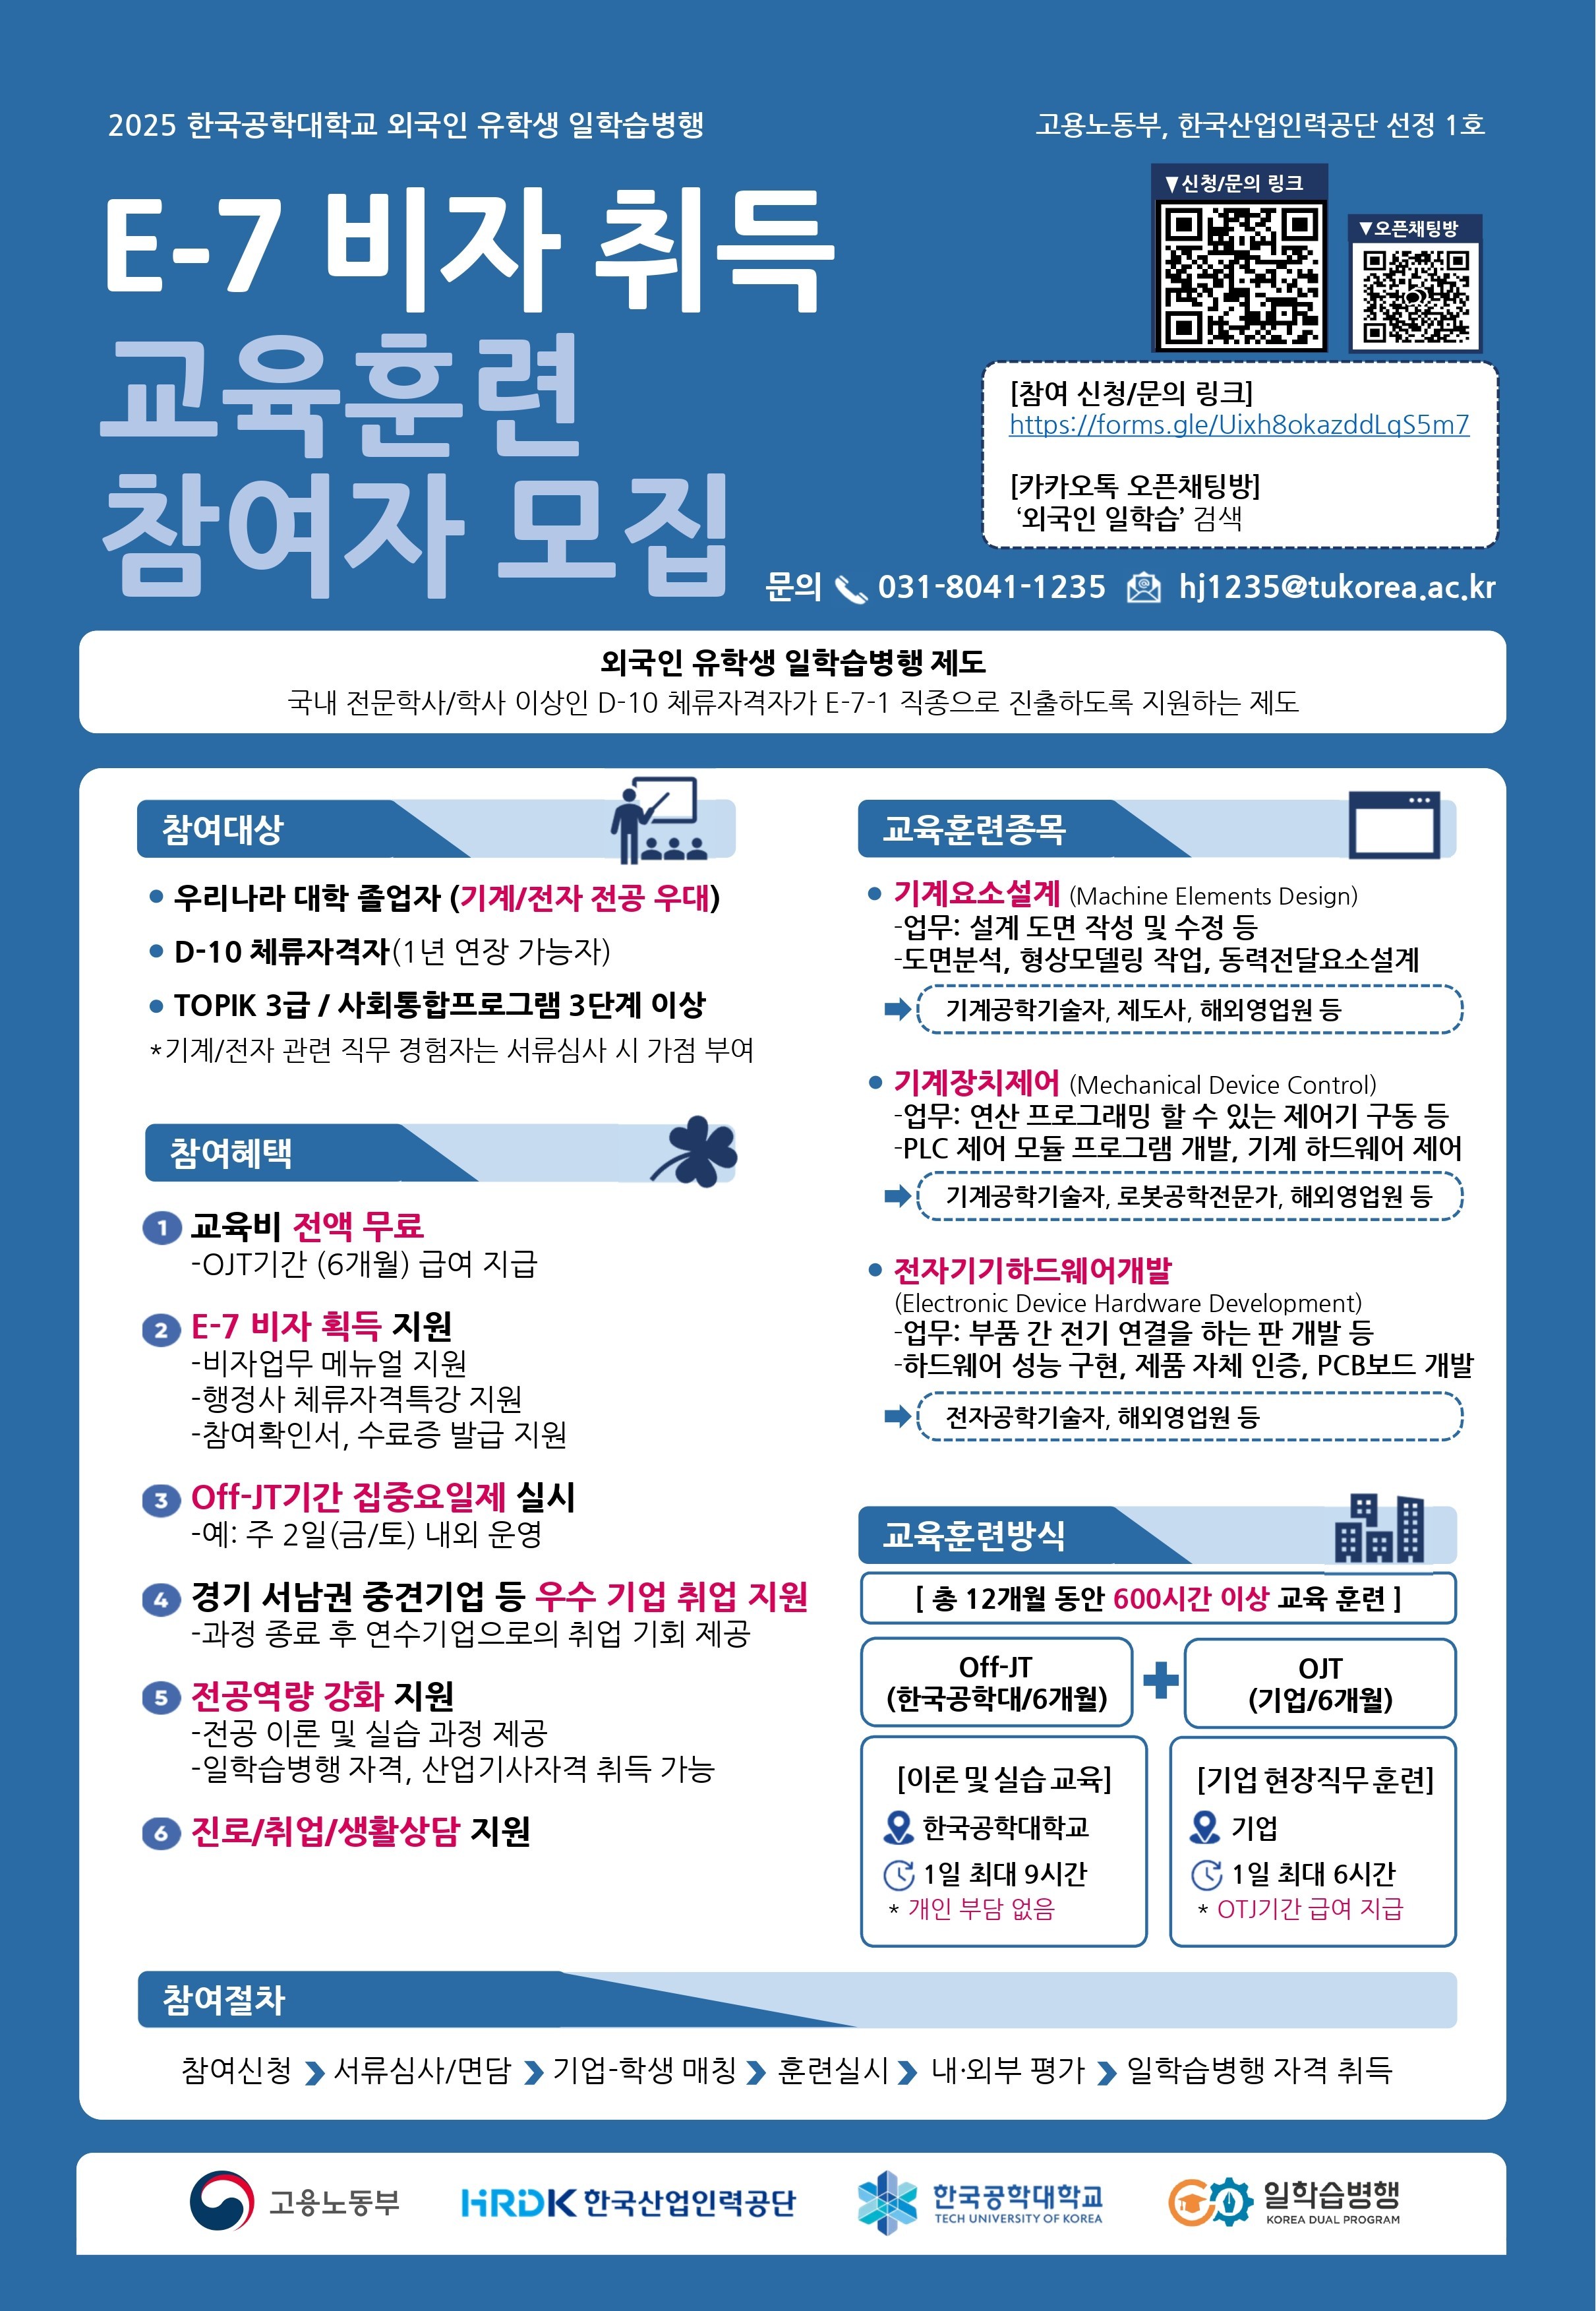 2025 한국공학대학교 외국인 유학생 일학습병행
고용노동부, 한국산업인력공단 선정 1호
E-7 비자 취득
교육훈련
참여자 모집
▼신청/문의 링크
▼오픈채팅방
[참여 신청/문의 링크]
https://forms.gle/Uixh8okazddLqS5m7
[카카오톡 오픈채팅방]
‘외국인 일학습’ 검색
문의 031-8041-1235 hj1235@tukorea.ac.kr
외국인 유학생 일학습병행 제도
국내 전문학사/학사 이상인 D-10 체류자격자가 E-7-1 직종으로 진출하도록 지원하는 제도
참여대상
우리나라 대학 졸업자 (기계/전자 전공 우대)
D-10 체류자격자(1년 연장 가능자)
TOPIK 3급 / 사회통합프로그램 3단계 이상
*기계/전자 관련 직무 경험자는 서류심사 시 가점 부여
참여혜택
1 교육비 전액 무료
-OJT기간 (6개월) 급여 지급
2 E-7 비자 획득 지원
-비자업무 메뉴얼 지원
-행정사 체류자격특강 지원
-참여확인서, 수료증 발급 지원
3 Off-JT기간 집중요일제 실시
-예: 주 2일(금/토) 내외 운영
4 경기 서남권 중견기업 등 우수 기업 취업 지원
-과정 종료 후 연수기업으로의 취업 기회 제공
5 전공역량 강화 지원
-전공 이론 및 실습 과정 제공
-일학습병행 자격, 산업기사자격 취득 가능
6 진로/취업/생활상담 지원
교육훈련종목
기계요소설계 (Machine Elements Design)
-업무: 설계 도면 작성 및 수정 등
-도면분석, 형상모델링 작업, 동력전달요소설계
기계공학기술자, 제도사, 해외영업원 등
기계장치제어 (Mechanical Device Control)
-업무: 연산 프로그래밍 할 수 있는 제어기 구동 등
-PLC 제어 모듈 프로그램 개발, 기계 하드웨어 제어
기계공학기술자, 로봇공학전문가, 해외영업원 등
전자기기하드웨어개발
(Electronic Device Hardware Development)
-업무: 부품 간 전기 연결을 하는 판 개발 등
-하드웨어 성능 구현, 제품 자체 인증, PCB보드 개발
전자공학기술자, 해외영업원 등
교육훈련방식
[ 총 12개월 동안 600시간 이상 교육 훈련 ]
Off-JT
(한국공학대/6개월)
OJT
(기업/6개월)
[이론 및 실습 교육]
한국공학대학교
1일 최대 9시간
* 개인 부담 없음
[기업 현장직무 훈련]
기업
1일 최대 6시간
* OTJ기간 급여 지급
참여절차
참여신청 서류심사/면담 기업-학생 매칭 훈련실시 내·외부 평가 일학습병행 자격 취득
고용노동부
HRDK 한국산업인력공단
한국공학대학교
TECH UNIVERSITY OF KOREA
일학습병행
KOREA DUAL PROGRAM